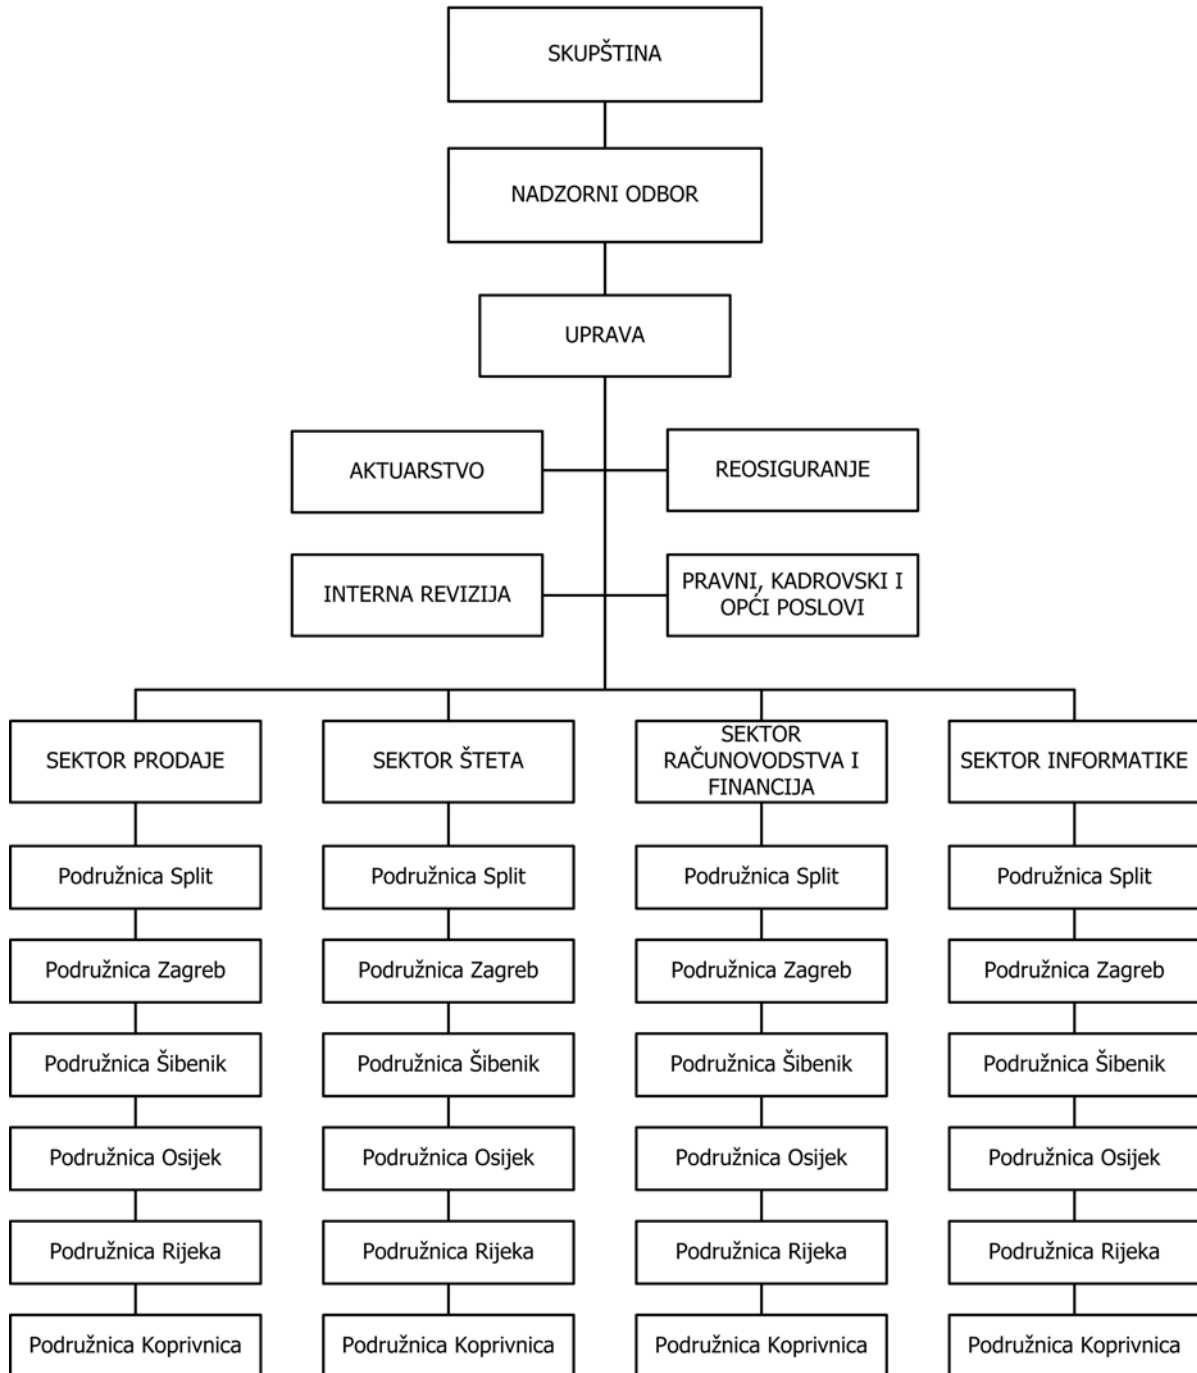 SKUPŠTINA
NADZORNI ODBOR
UPRAVA
AKTUARSTVO
REOSIGURANJE
INTERNA REVIZIJA
PRAVNI, KADROVSKI I
OPĆI POSLOVI
SEKTOR PRODAJE
SEKTOR ŠTETA
SEKTOR
RAČUNOVODSTVA I
FINANCIJA
SEKTOR INFORMATIKE
Podružnica Split
Podružnica Split
Podružnica Split
Podružnica Split
Podružnica Zagreb
Podružnica Zagreb
Podružnica Zagreb
Podružnica Zagreb
Podružnica Šibenik
Podružnica Šibenik
Podružnica Šibenik
Podružnica Šibenik
Podružnica Osijek
Podružnica Osijek
Podružnica Osijek
Podružnica Osijek
Podružnica Rijeka
Podružnica Rijeka
Podružnica Rijeka
Podružnica Rijeka
Podružnica Koprivnica
Podružnica Koprivnica
Podružnica Koprivnica
Podružnica Koprivnica